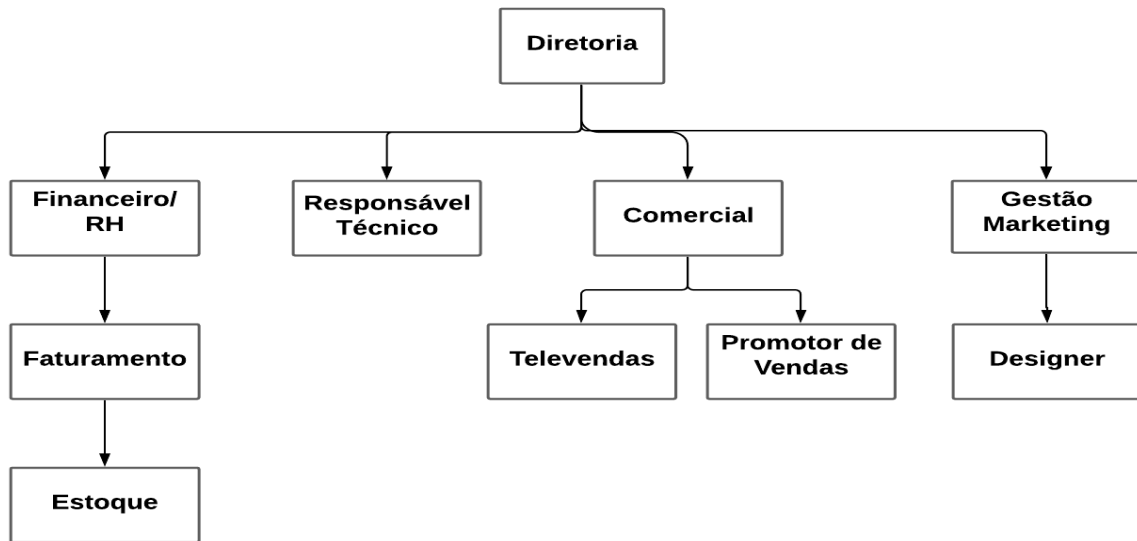 Diretoria
Financeiro/
RH
Responsável
Técnico
Comercial
Gestão
Marketing
Faturamento
Televendas
Promotor de
Vendas
Designer
Estoque